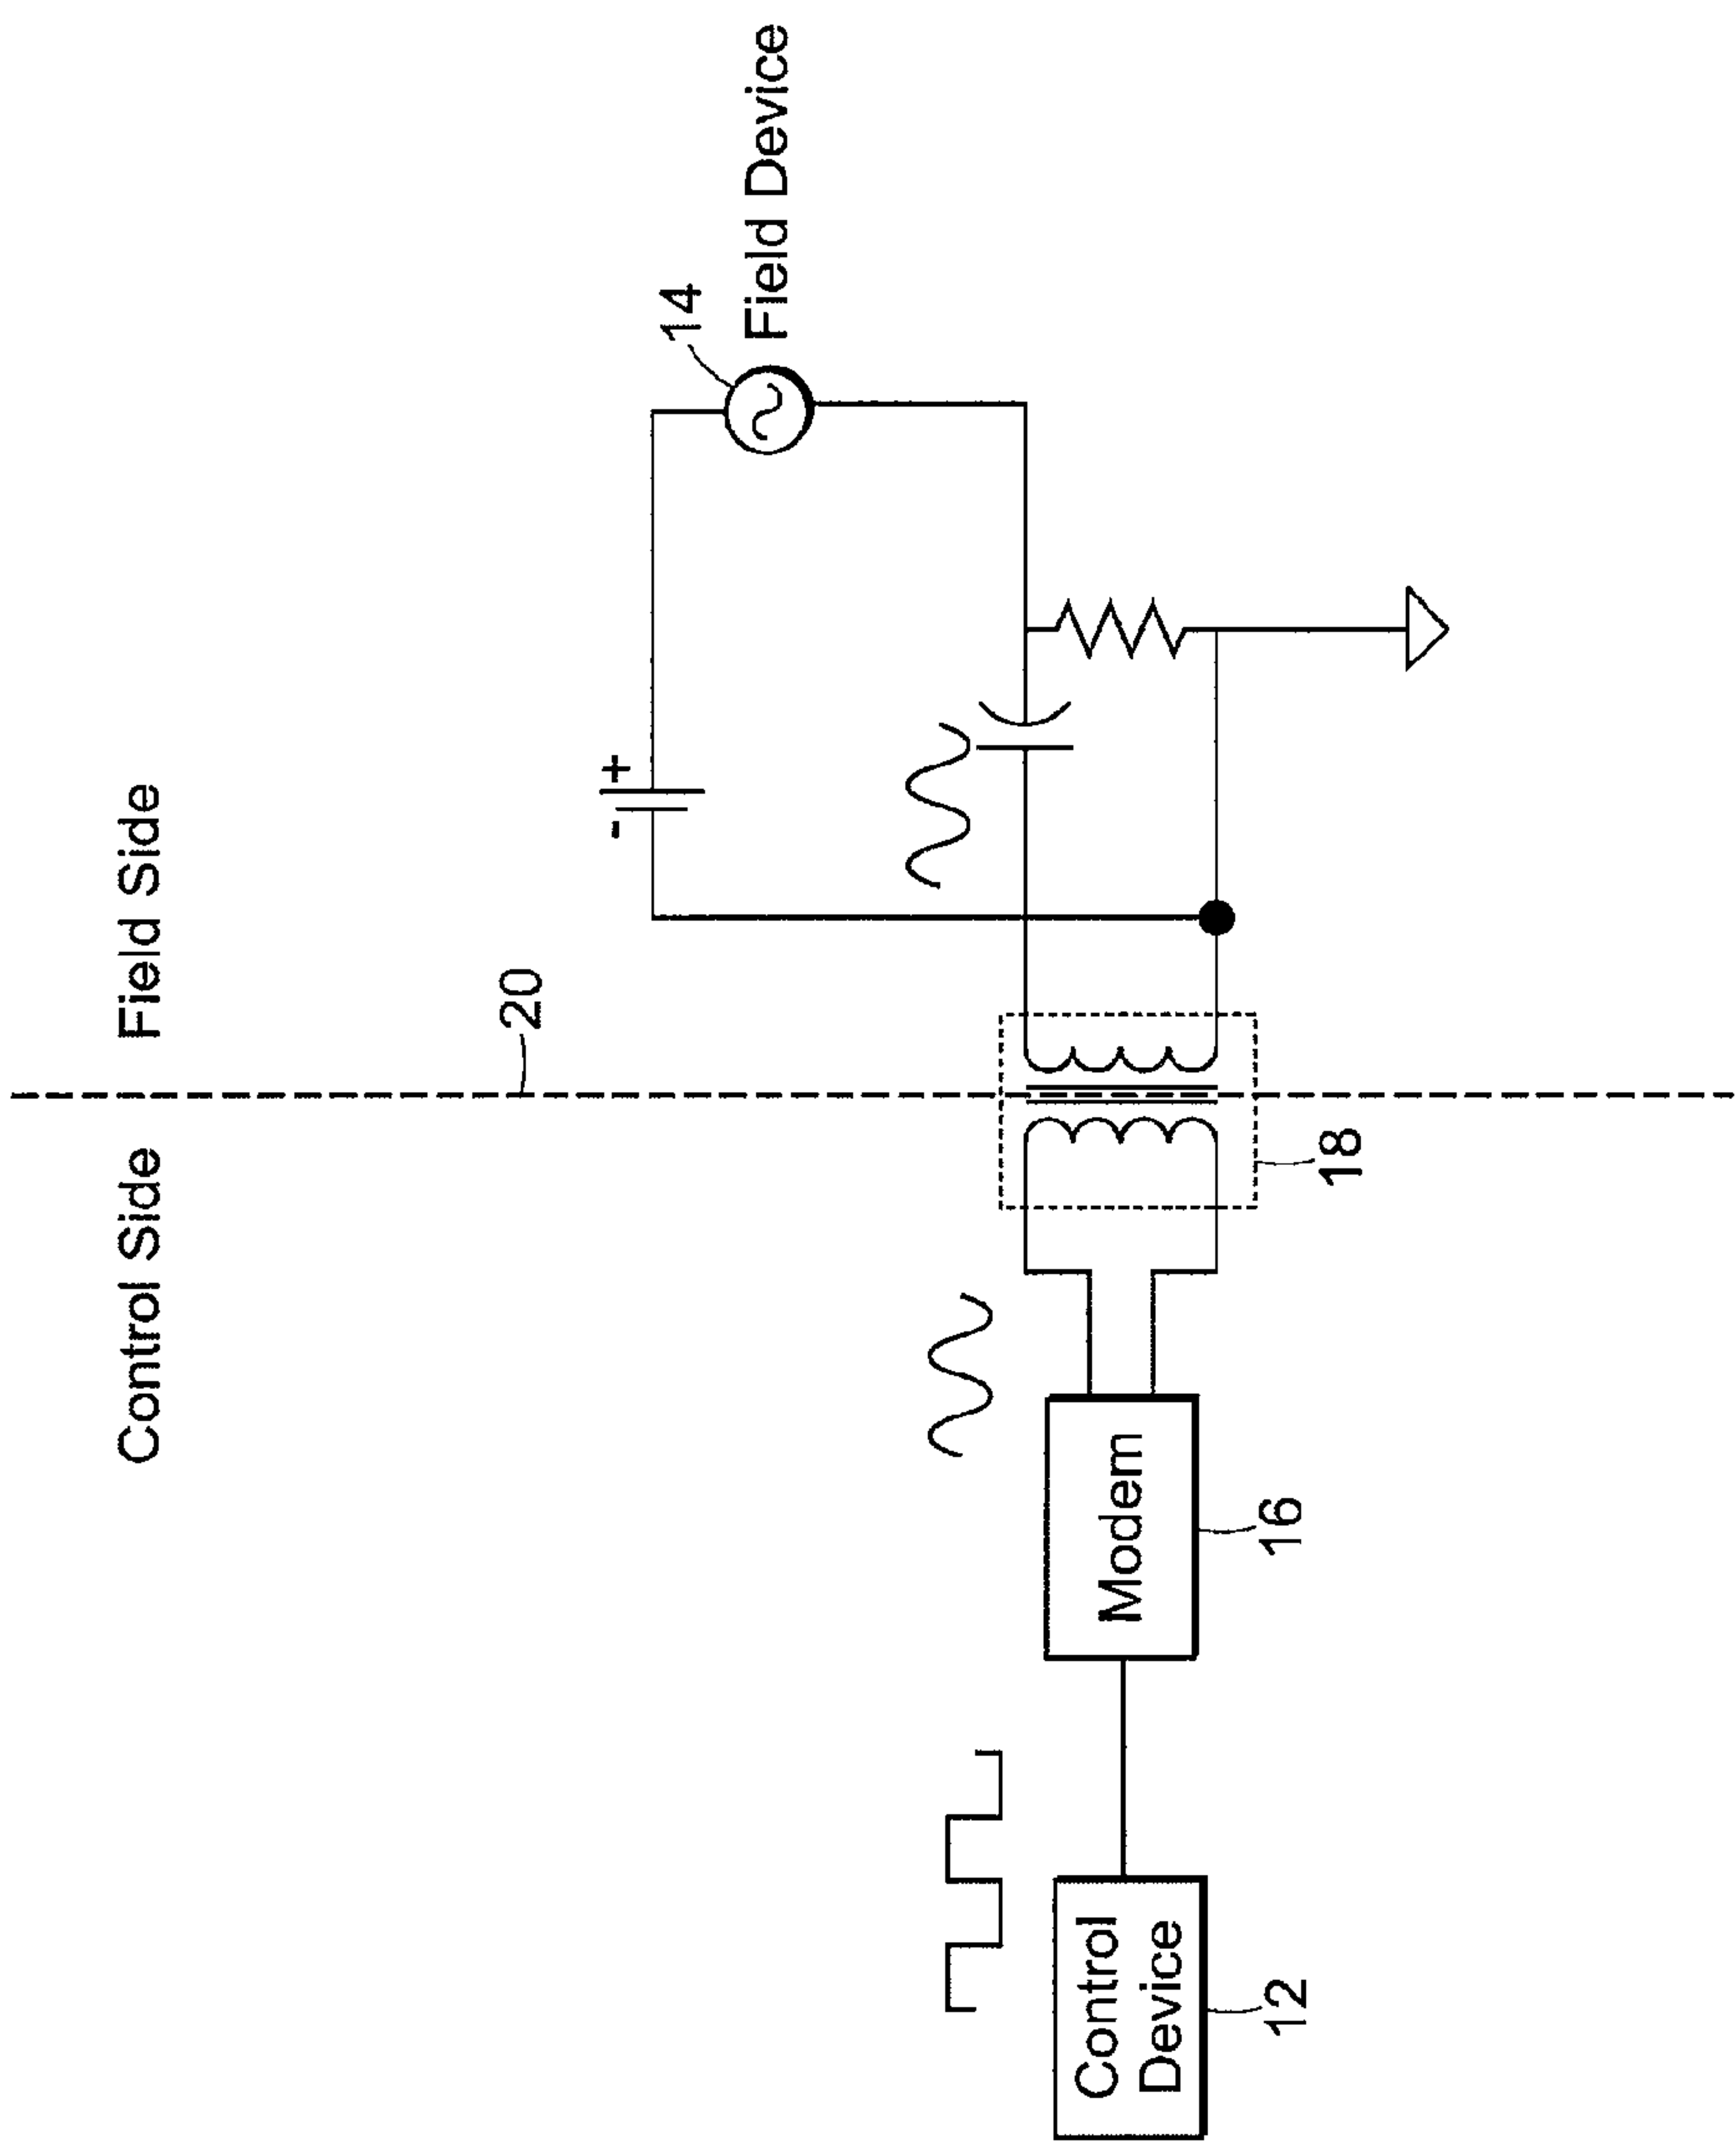 Control Side
Field Side
20
- +
14
Field Device
Control
Device
12
Modem
16
18